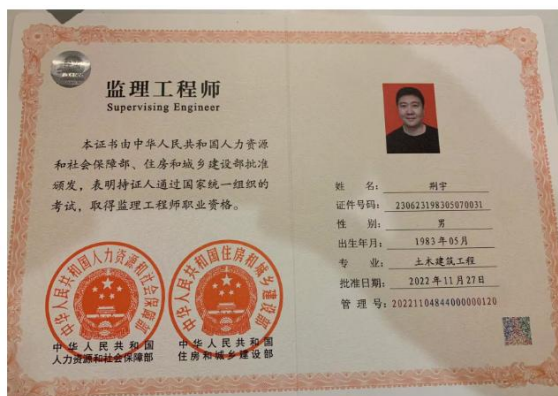 监理工程师
Supervising Engineer
本证书由中华人民共和国人力资源
和社会保障部、住房和城乡建设部批准
颁发，表明持证人通过国家统一组织的
考试，取得监理工程师职业资格。
中华人民共和国人力资源和社会保障部
中华人民共和国住房和城乡建设部
中华人民共和国
人力资源和社会保障部
中华人民共和国
住房和城乡建设部
姓 名： 荆宇
证件号码： 230623198305070031
性 别： 男
出生年月： 1983年05月
专 业： 土木建筑工程
批准日期： 2022年11月27日
管 理 号：20221104844000000120